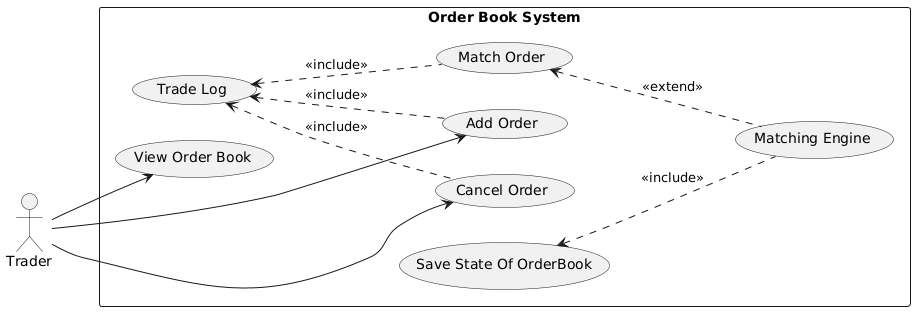 Order Book System
Match Order
«include»
«extend»
Trade Log
«include»
Add Order
Matching Engine
«include»
View Order Book
Cancel Order
«include»
Trader
Save State Of OrderBook